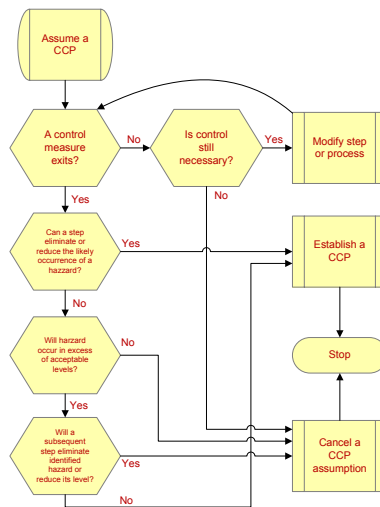 Assume a
CCP
A control
measure
exits?
No
Is control
still
necessary?
Yes
Modify step
or process
Yes
No
Can a step
eliminate or
reduce the likely
occurrence of a
hazzard?
Yes
Establish a
CCP
No
Will harzard
occur in excess
of acceptable
levels?
No
Stop
Yes
Will a
subsequent
step eliminate
identified
hazard or
reduce its level?
Yes
Cancel a
CCP
assumption
No